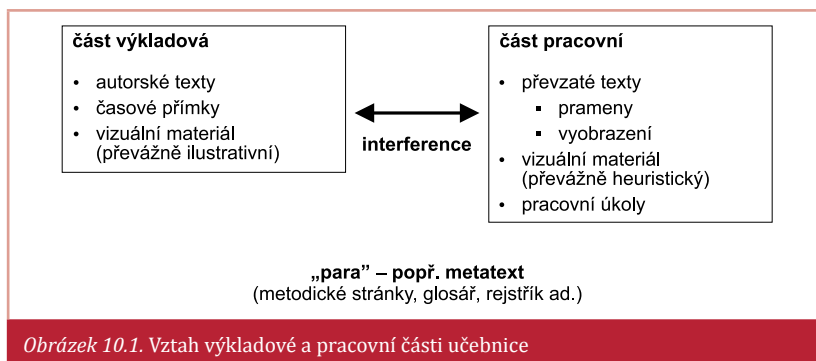 část výkladová
• autorské texty
• časové přímky
• vizuální materiál
(převážně ilustrativní)
interference
část pracovní
• převzaté texty
▪ prameny
▪ vyobrazení
• vizuální materiál
(převážně heuristický)
• pracovní úkoly
„para” – popř. metatext
(metodické stránky, glosář, rejstřík ad.)
Obrázek 10.1. Vztah výkladové a pracovní části učebnice